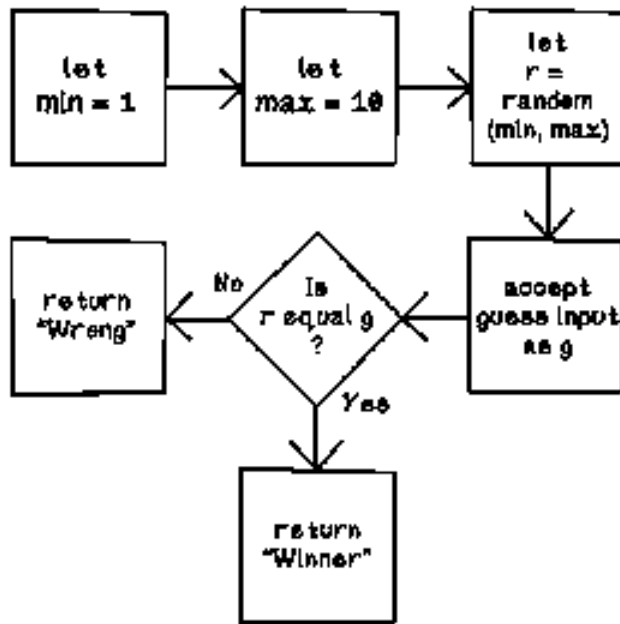 let
min = 1
let
max = 10
let
r =
random
(min, max)
accept
guess input
as g
Is
r equal g
?
No
return
"Wrong"
Yes
return
"Winner"